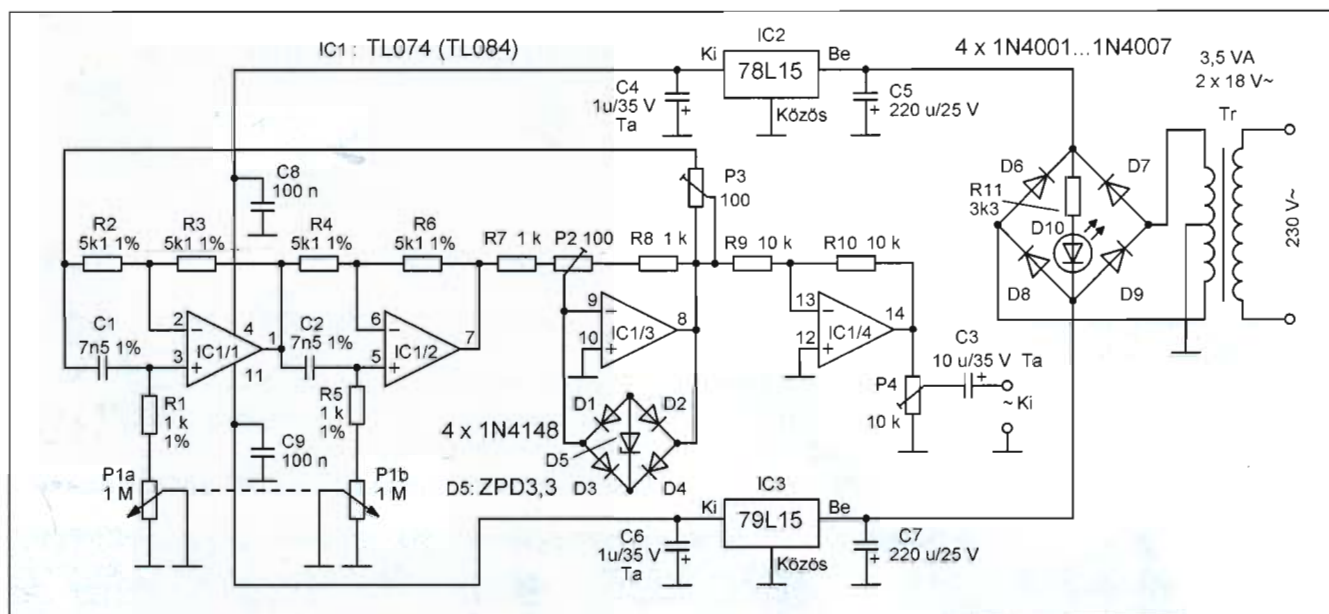 IC1 : TL074 (TL084)
IC2
Ki
78L15
Be
Közös
C4
1u/35 V
Ta
C5
220 u/25 V
4 x 1N4001...1N4007
3,5 VA
2 x 18 V~
Tr
230 V~
D6
D7
R11
3k3
D10
D8
D9
C8
100 n
P3
100
R2
5k1 1%
R3
5k1 1%
R4
5k1 1%
R6
5k1 1%
R7 1 k
P2 100
R8 1 k
R9 10 k
R10 10 k
C1
7n5 1%
2
3
IC1/1
4
11
1
C2
7n5 1%
6
5
IC1/2
7
9
10
IC1/3
8
13
12
IC1/4
14
C3
10 u/35 V Ta
~ Ki
P4
10 k
R1
1 k
1%
R5
1 k
1%
C9
100 n
4 x 1N4148
D1
D2
D5
D3
D4
D5: ZPD3,3
P1a
1 M
P1b
1 M
IC3
Ki
79L15
Be
Közös
C6
1u/35 V
Ta
C7
220 u/25 V